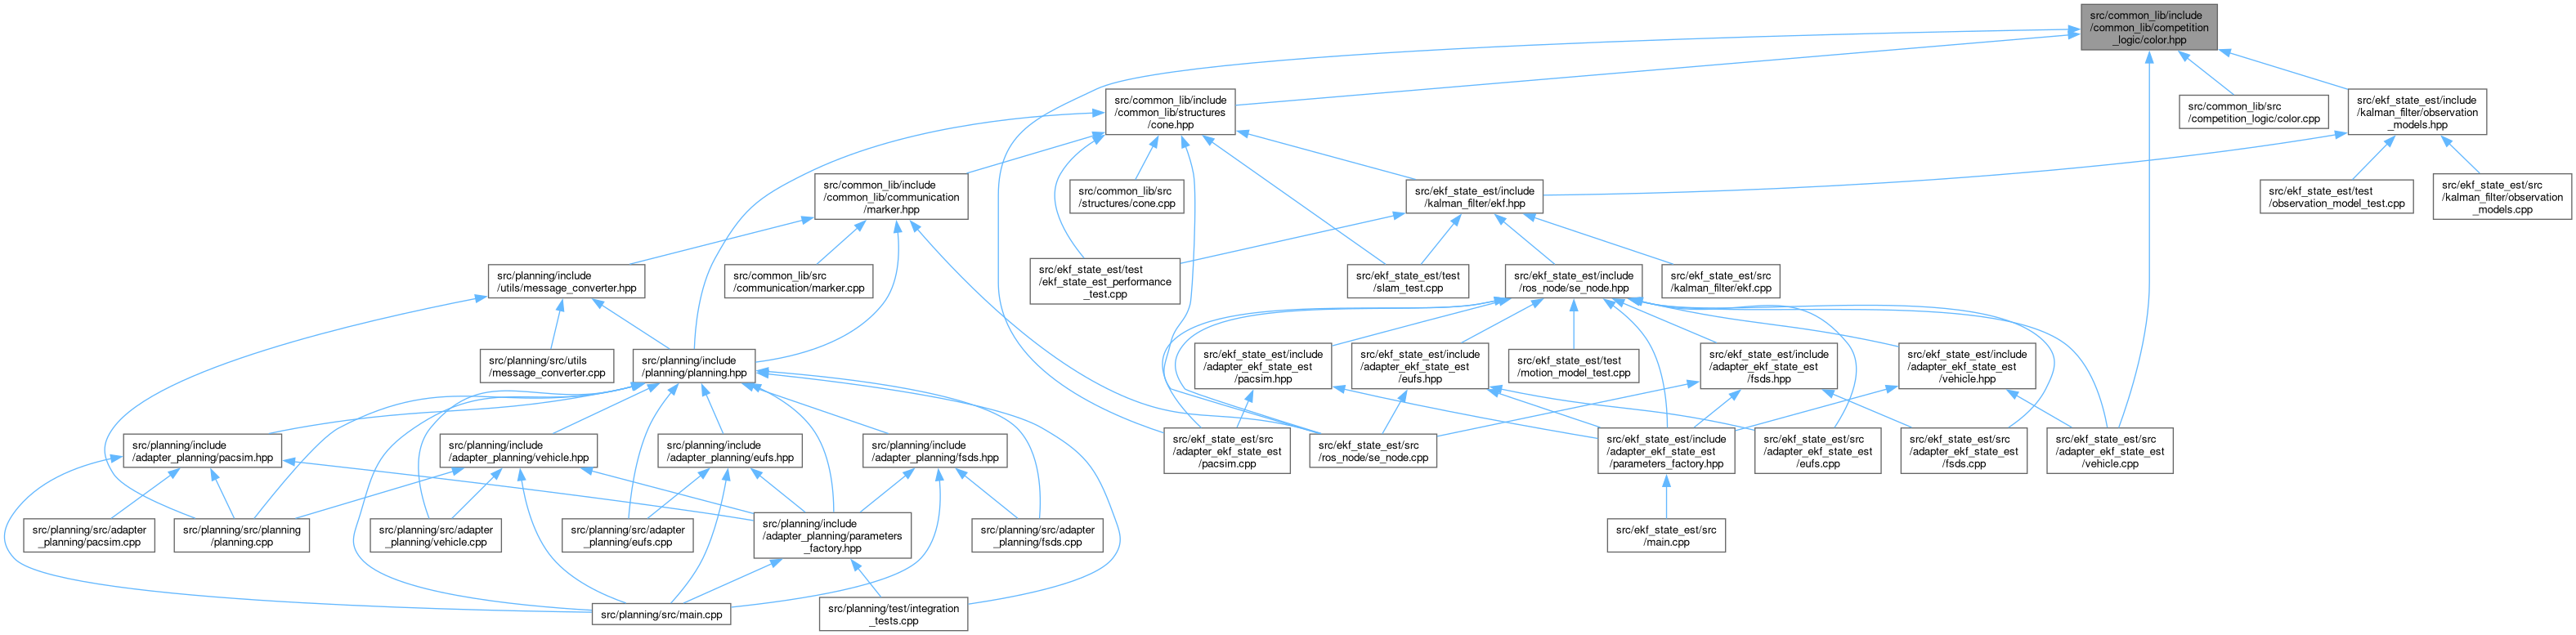 src/common_lib/include
/common_lib/competition
_logic/color.hpp
src/common_lib/include
/common_lib/structures
/cone.hpp
src/common_lib/src
/competition_logic/color.cpp
src/ekf_state_est/include
/kalman_filter/observation
_models.hpp
src/common_lib/include
/common_lib/communication
/marker.hpp
src/common_lib/src
/structures/cone.cpp
src/ekf_state_est/include
/kalman_filter/ekf.hpp
src/ekf_state_est/test
/observation_model_test.cpp
src/ekf_state_est/src
/kalman_filter/observation
_models.cpp
src/planning/include
/utils/message_converter.hpp
src/common_lib/src
/communication/marker.cpp
src/ekf_state_est/test
/ekf_state_est_performance
_test.cpp
src/ekf_state_est/test
/slam_test.cpp
src/ekf_state_est/include
/ros_node/se_node.hpp
src/ekf_state_est/src
/kalman_filter/ekf.cpp
src/planning/src/utils
/message_converter.cpp
src/planning/include
/planning/planning.hpp
src/ekf_state_est/include
/adapter_ekf_state_est
/pacsim.hpp
src/ekf_state_est/include
/adapter_ekf_state_est
/eufs.hpp
src/ekf_state_est/test
/motion_model_test.cpp
src/ekf_state_est/include
/adapter_ekf_state_est
/fsds.hpp
src/ekf_state_est/include
/adapter_ekf_state_est
/vehicle.hpp
src/planning/include
/adapter_planning/pacsim.hpp
src/planning/include
/adapter_planning/vehicle.hpp
src/planning/include
/adapter_planning/eufs.hpp
src/planning/include
/adapter_planning/fsds.hpp
src/ekf_state_est/src
/adapter_ekf_state_est
/pacsim.cpp
src/ekf_state_est/src
/ros_node/se_node.cpp
src/ekf_state_est/include
/adapter_ekf_state_est
/parameters_factory.hpp
src/ekf_state_est/src
/adapter_ekf_state_est
/eufs.cpp
src/ekf_state_est/src
/adapter_ekf_state_est
/fsds.cpp
src/ekf_state_est/src
/adapter_ekf_state_est
/vehicle.cpp
src/planning/src/adapter
_planning/pacsim.cpp
src/planning/src/planning
/planning.cpp
src/planning/src/adapter
_planning/vehicle.cpp
src/planning/src/adapter
_planning/eufs.cpp
src/planning/include
/adapter_planning/parameters
_factory.hpp
src/planning/src/adapter
_planning/fsds.cpp
src/ekf_state_est/src
/main.cpp
src/planning/src/main.cpp
src/planning/test/integration
_tests.cpp